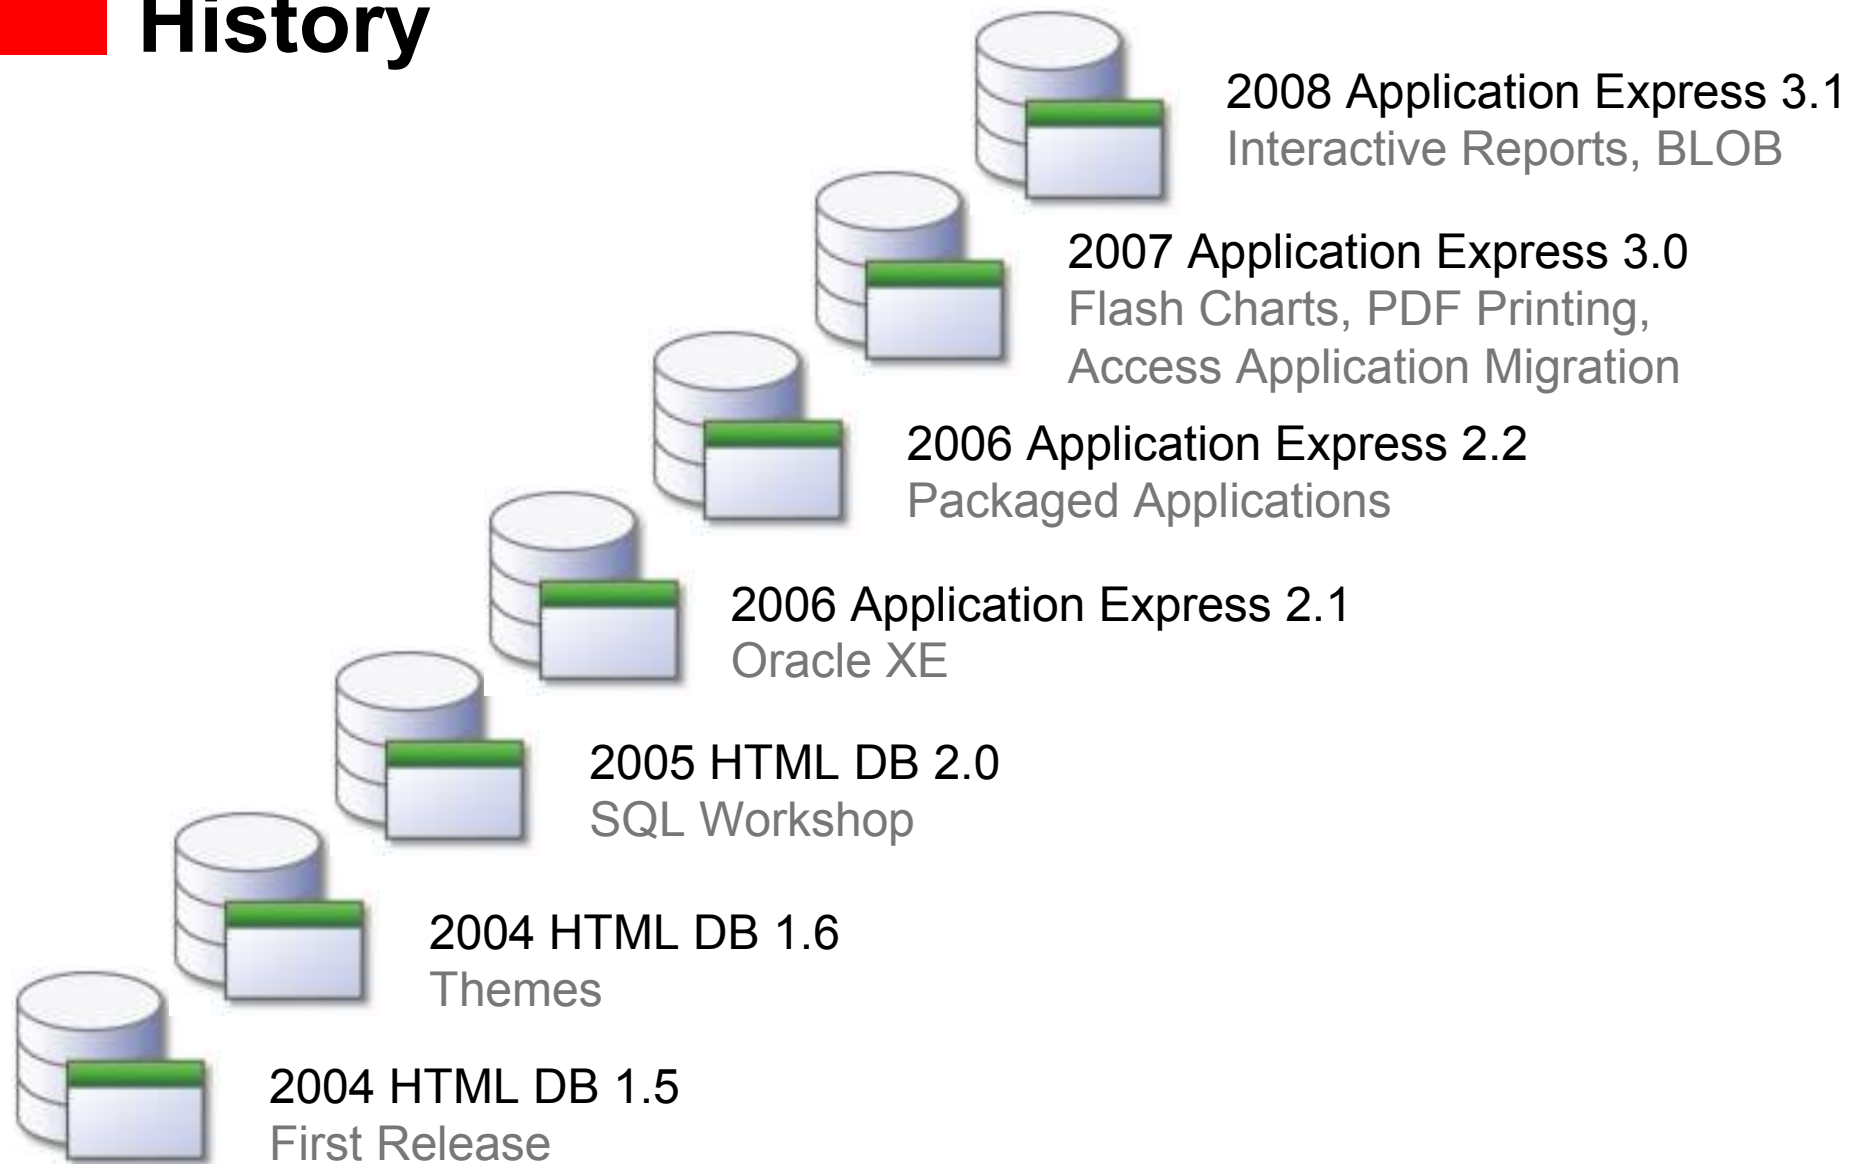 History
2008 Application Express 3.1
Interactive Reports, BLOB
2007 Application Express 3.0
Flash Charts, PDF Printing,
Access Application Migration
2006 Application Express 2.2
Packaged Applications
2006 Application Express 2.1
Oracle XE
2005 HTML DB 2.0
SQL Workshop
2004 HTML DB 1.6
Themes
2004 HTML DB 1.5
First Release